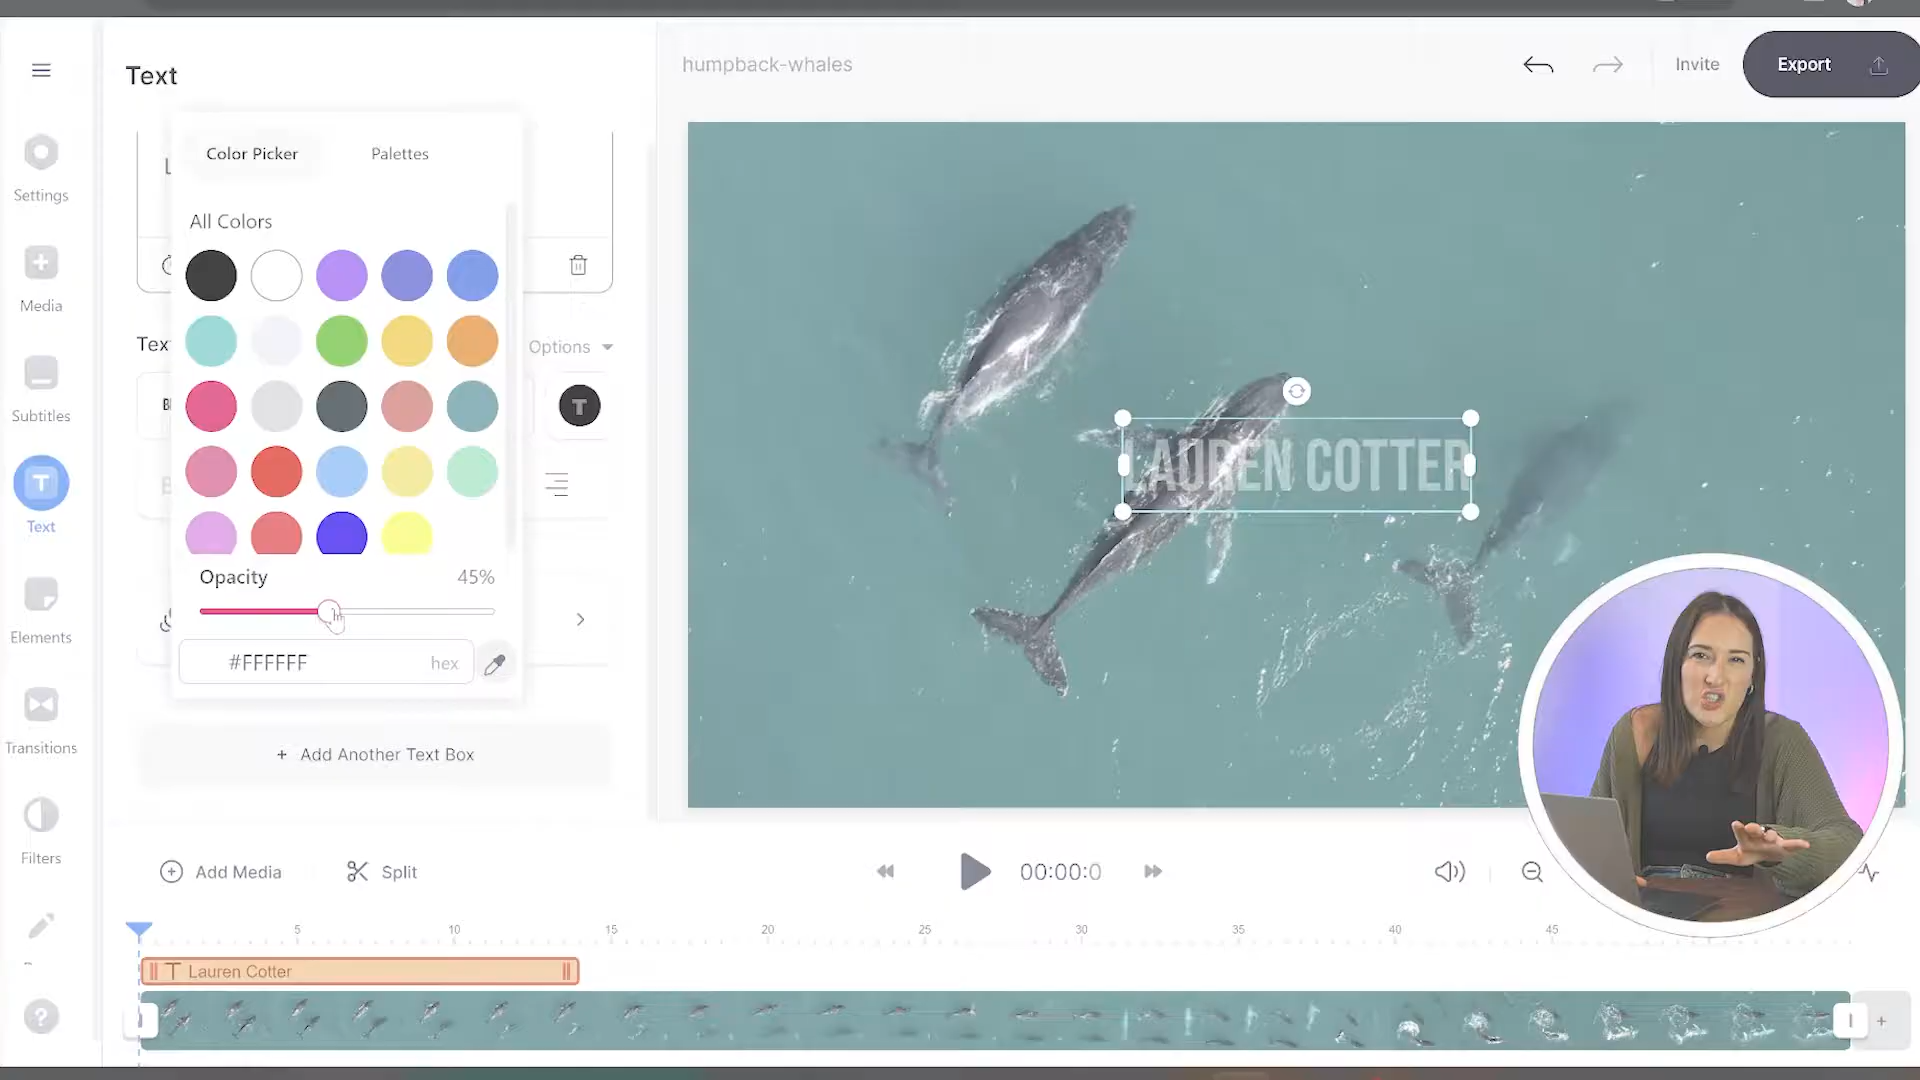 Text
humpback-whales
Invite
Export
Color Picker
Palettes
All Colors
Settings
Media
Subtitles
Text
Elements
Transitions
Filters
Tex
Options
Opacity
45%
#FFFFFF
hex
+ Add Another Text Box
LAUREN COTTER
Add Media
Split
00:00:0
5
10
15
20
25
30
35
40
45
Lauren Cotter